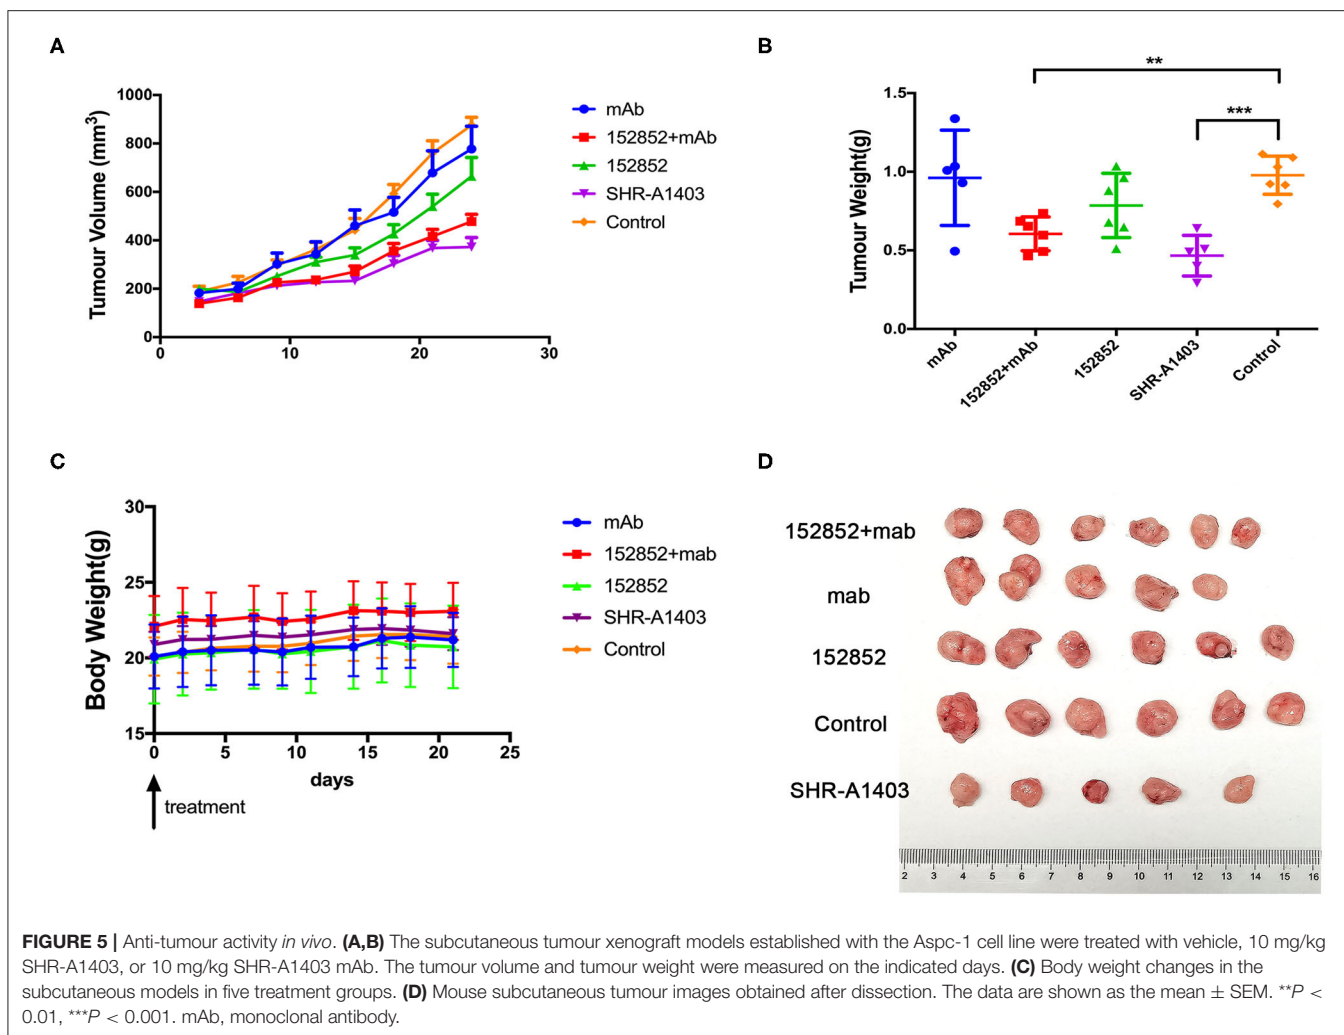 A
Tumour Volume (mm³)
1000
800
600
400
200
0
0 10 20 30
mAb
152852+mAb
152852
SHR-A1403
Control
B
Tumour Weight(g)
1.5
1.0
0.5
0.0
**
***
mAb
152852+mAb
152852
SHR-A1403
Control
C
Body Weight(g)
30
25
20
15
0 5 10 15 20 25
days
treatment
mAb
152852+mab
152852
SHR-A1403
Control
D
152852+mab
mab
152852
Control
SHR-A1403
2 3 4 5 6 7 8 9 10 11 12 13 14 15 16
FIGURE 5 | Anti-tumour activity in vivo. (A,B) The subcutaneous tumour xenograft models established with the Aspc-1 cell line were treated with vehicle, 10 mg/kg
SHR-A1403, or 10 mg/kg SHR-A1403 mAb. The tumour volume and tumour weight were measured on the indicated days. (C) Body weight changes in the
subcutaneous models in five treatment groups. (D) Mouse subcutaneous tumour images obtained after dissection. The data are shown as the mean ± SEM. **P <
0.01, ***P < 0.001. mAb, monoclonal antibody.